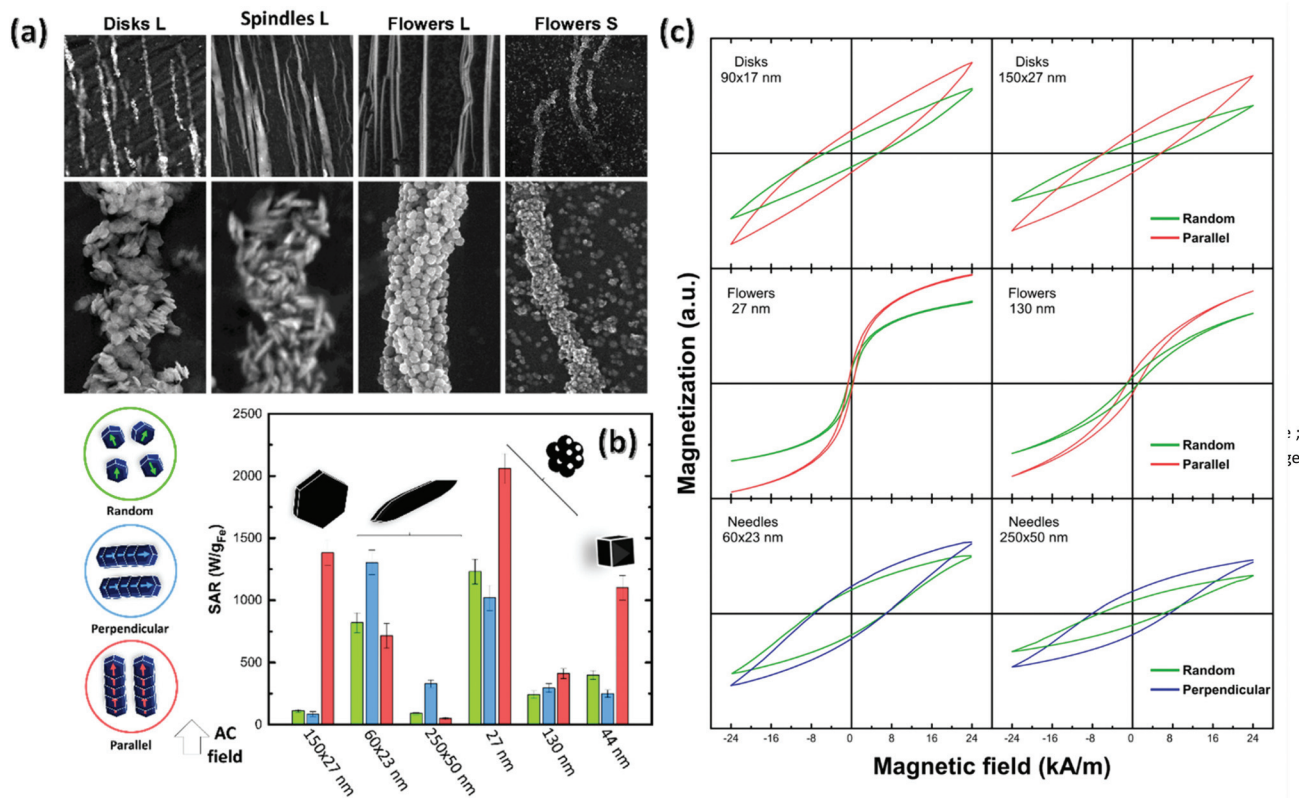 (a)
Disks L
Spindles L
Flowers L
Flowers S
Random
Perpendicular
Parallel
AC
field
(b)
SAR (W/gFe)
2500
2000
1500
1000
500
0
150x27 nm
60x23 nm
250x50 nm
27 nm
130 nm
44 nm
(c)
Magnetization (a.u.)
Disks
90x17 nm
Disks
150x27 nm
Random
Parallel
Flowers
27 nm
Flowers
130 nm
Random
Parallel
Needles
60x23 nm
Needles
250x50 nm
Random
Perpendicular
-24 -16 -8 0 8 16 24 -24 -16 -8 0 8 16 24
Magnetic field (kA/m)
e ;
ge